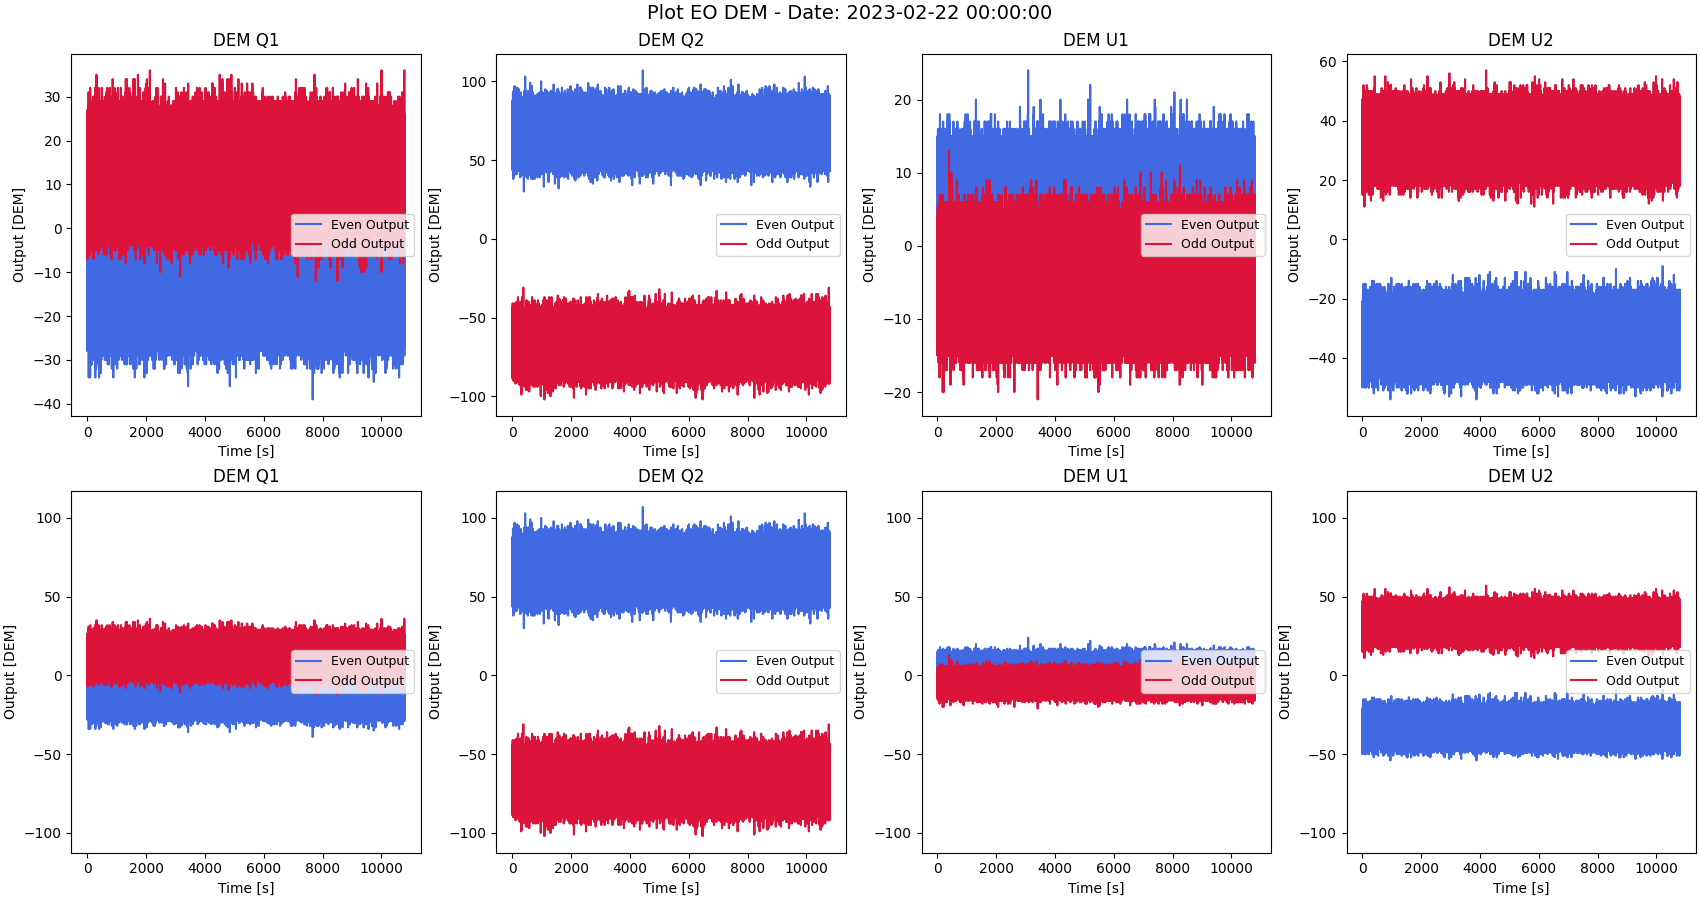 Plot EO DEM - Date: 2023-02-22 00:00:00
DEM Q1
Output [DEM]
30
20
10
0
−10
−20
−30
−40
Even Output
Odd Output
0 2000 4000 6000 8000 10000
Time [s]
DEM Q2
Output [DEM]
100
50
0
−50
−100
Even Output
Odd Output
0 2000 4000 6000 8000 10000
Time [s]
DEM U1
Output [DEM]
20
10
0
−10
−20
Even Output
Odd Output
0 2000 4000 6000 8000 10000
Time [s]
DEM U2
Output [DEM]
60
40
20
0
−20
−40
Even Output
Odd Output
0 2000 4000 6000 8000 10000
Time [s]
DEM Q1
Output [DEM]
100
50
0
−50
−100
Even Output
Odd Output
0 2000 4000 6000 8000 10000
Time [s]
DEM Q2
Output [DEM]
100
50
0
−50
−100
Even Output
Odd Output
0 2000 4000 6000 8000 10000
Time [s]
DEM U1
Output [DEM]
100
50
0
−50
−100
Even Output
Odd Output
0 2000 4000 6000 8000 10000
Time [s]
DEM U2
Output [DEM]
100
50
0
−50
−100
Even Output
Odd Output
0 2000 4000 6000 8000 10000
Time [s]